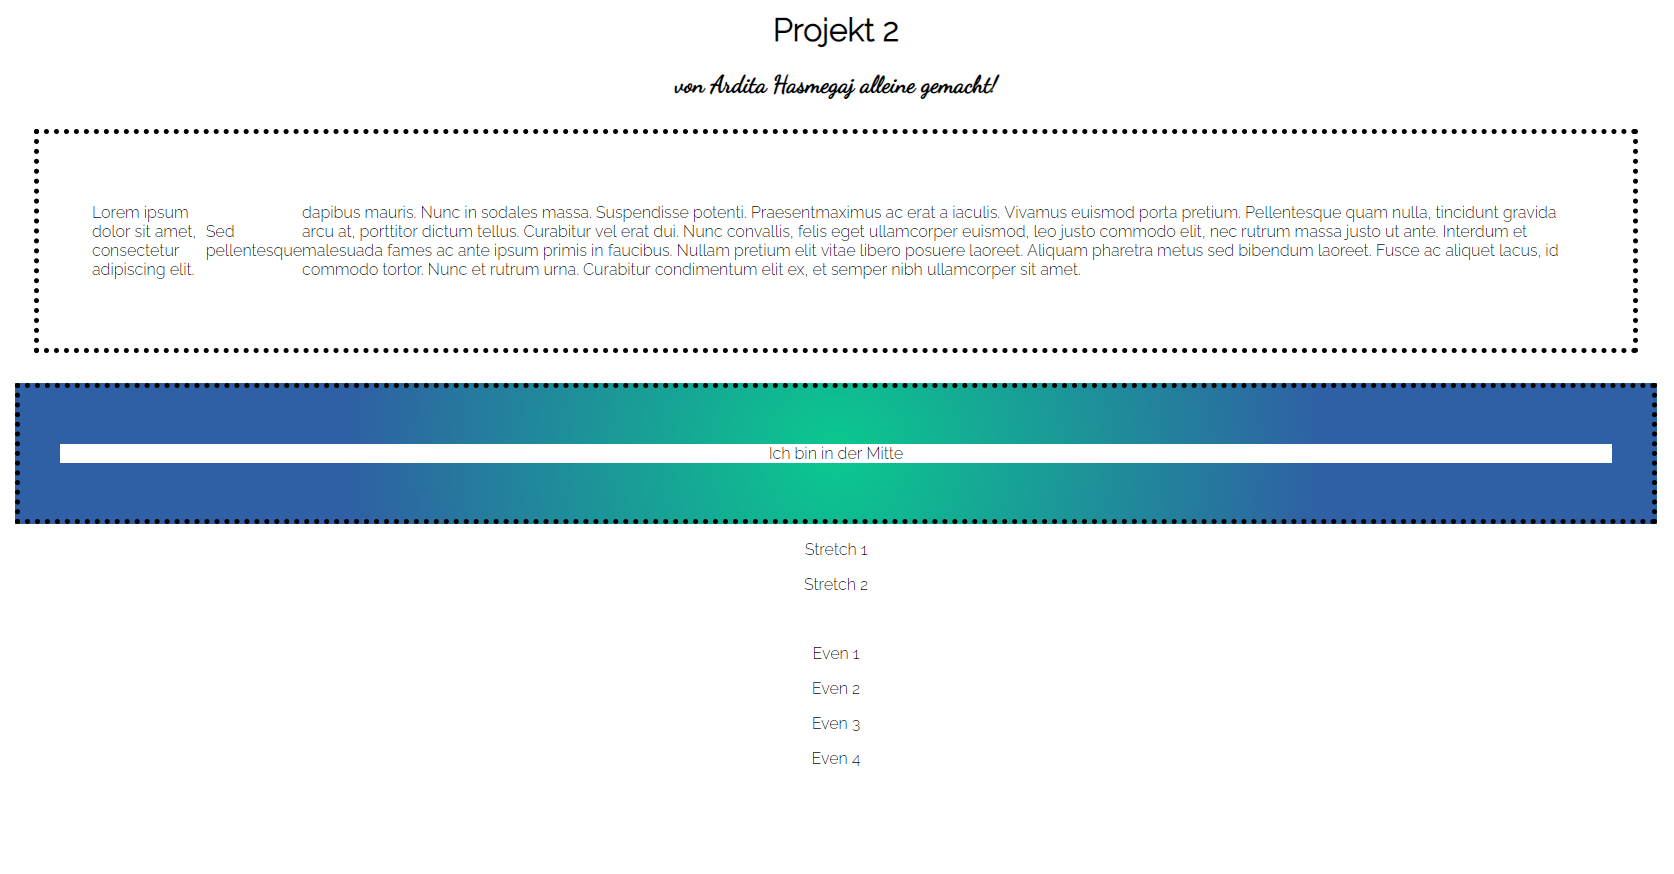 Projekt 2
von Ardita Hasmegaj alleine gemacht!
Lorem ipsum
dolor sit amet,
consectetur
adipiscing elit.
Sed
pellentesque
dapibus mauris. Nunc in sodales massa. Suspendisse potenti. Praesentmaximus ac erat a iaculis. Vivamus euismod porta pretium. Pellentesque quam nulla, tincidunt gravida
arcu at, porttitor dictum tellus. Curabitur vel erat dui. Nunc convallis, felis eget ullamcorper euismod, leo justo commodo elit, nec rutrum massa justo ut ante. Interdum et
malesuada fames ac ante ipsum primis in faucibus. Nullam pretium elit vitae libero posuere laoreet. Aliquam pharetra metus sed bibendum laoreet. Fusce ac aliquet lacus, id
commodo tortor. Nunc et rutrum urna. Curabitur condimentum elit ex, et semper nibh ullamcorper sit amet.
Ich bin in der Mitte
Stretch 1
Stretch 2
Even 1
Even 2
Even 3
Even 4